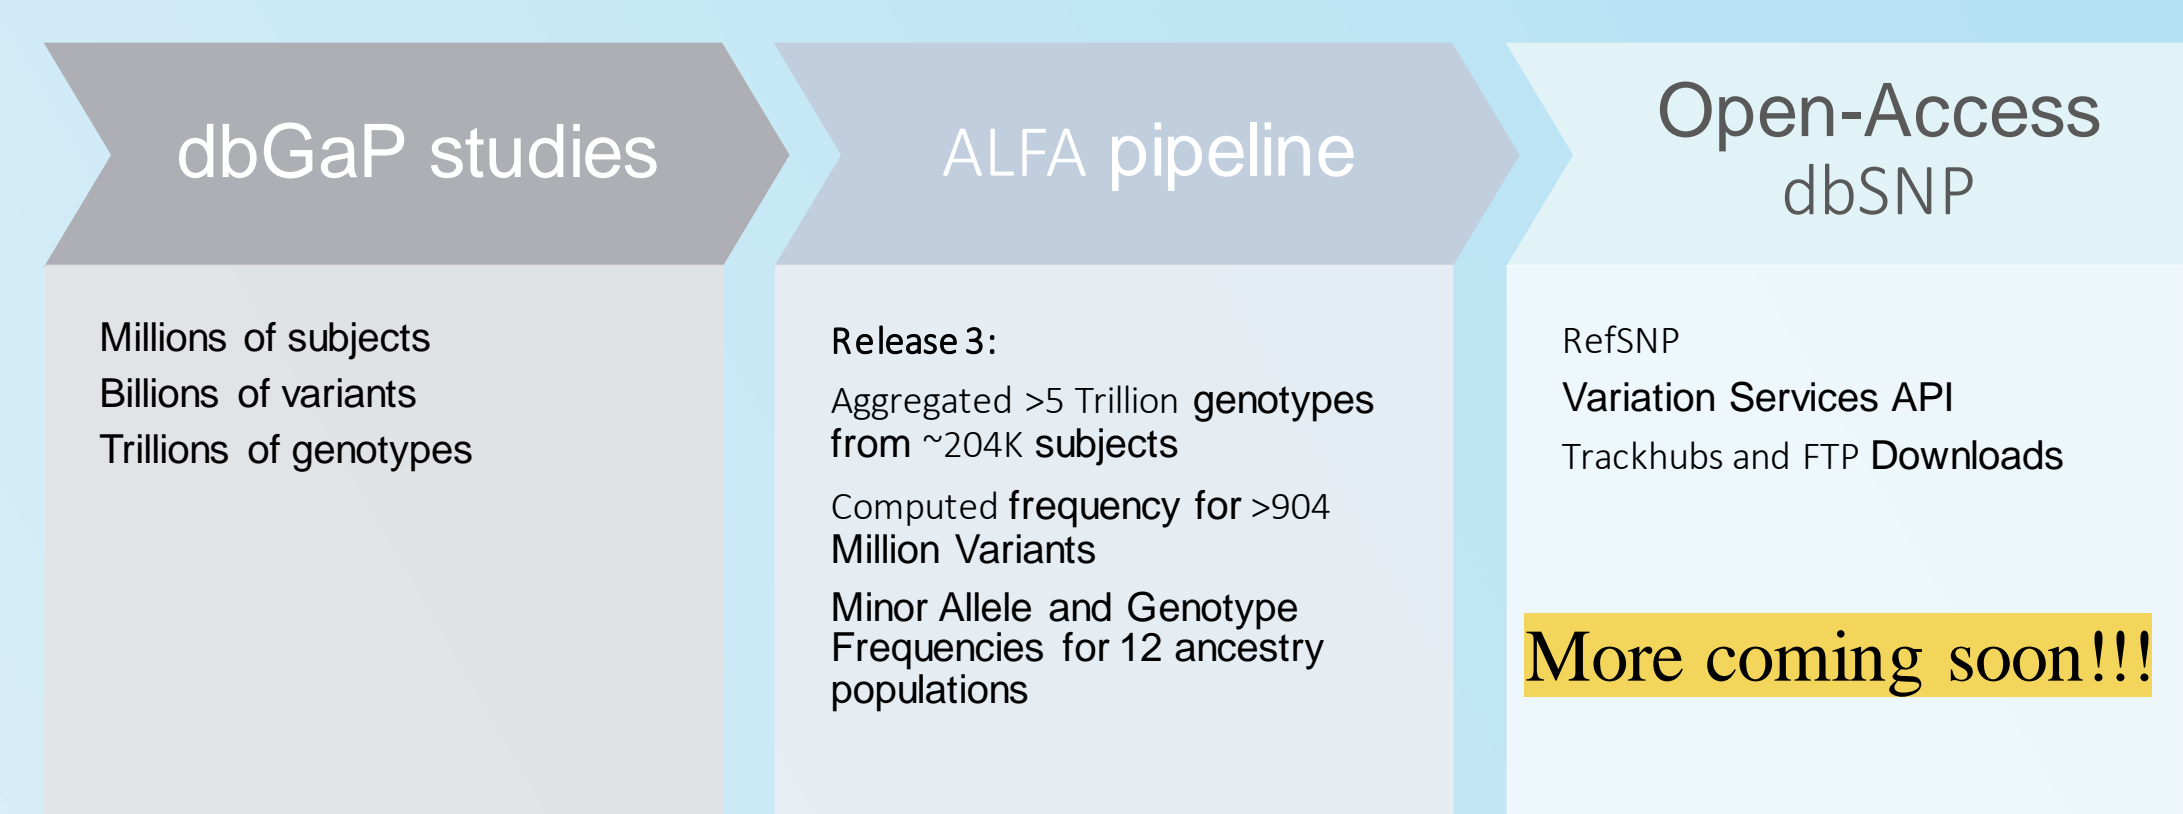 dbGaP studies
Millions of subjects
Billions of variants
Trillions of genotypes
ALFA pipeline
Release 3:
Aggregated >5 Trillion genotypes
from ~204K subjects
Computed frequency for >904
Million Variants
Minor Allele and Genotype
Frequencies for 12 ancestry
populations
Open-Access
dbSNP
RefSNP
Variation Services API
Trackhubs and FTP Downloads
More coming soon!!!